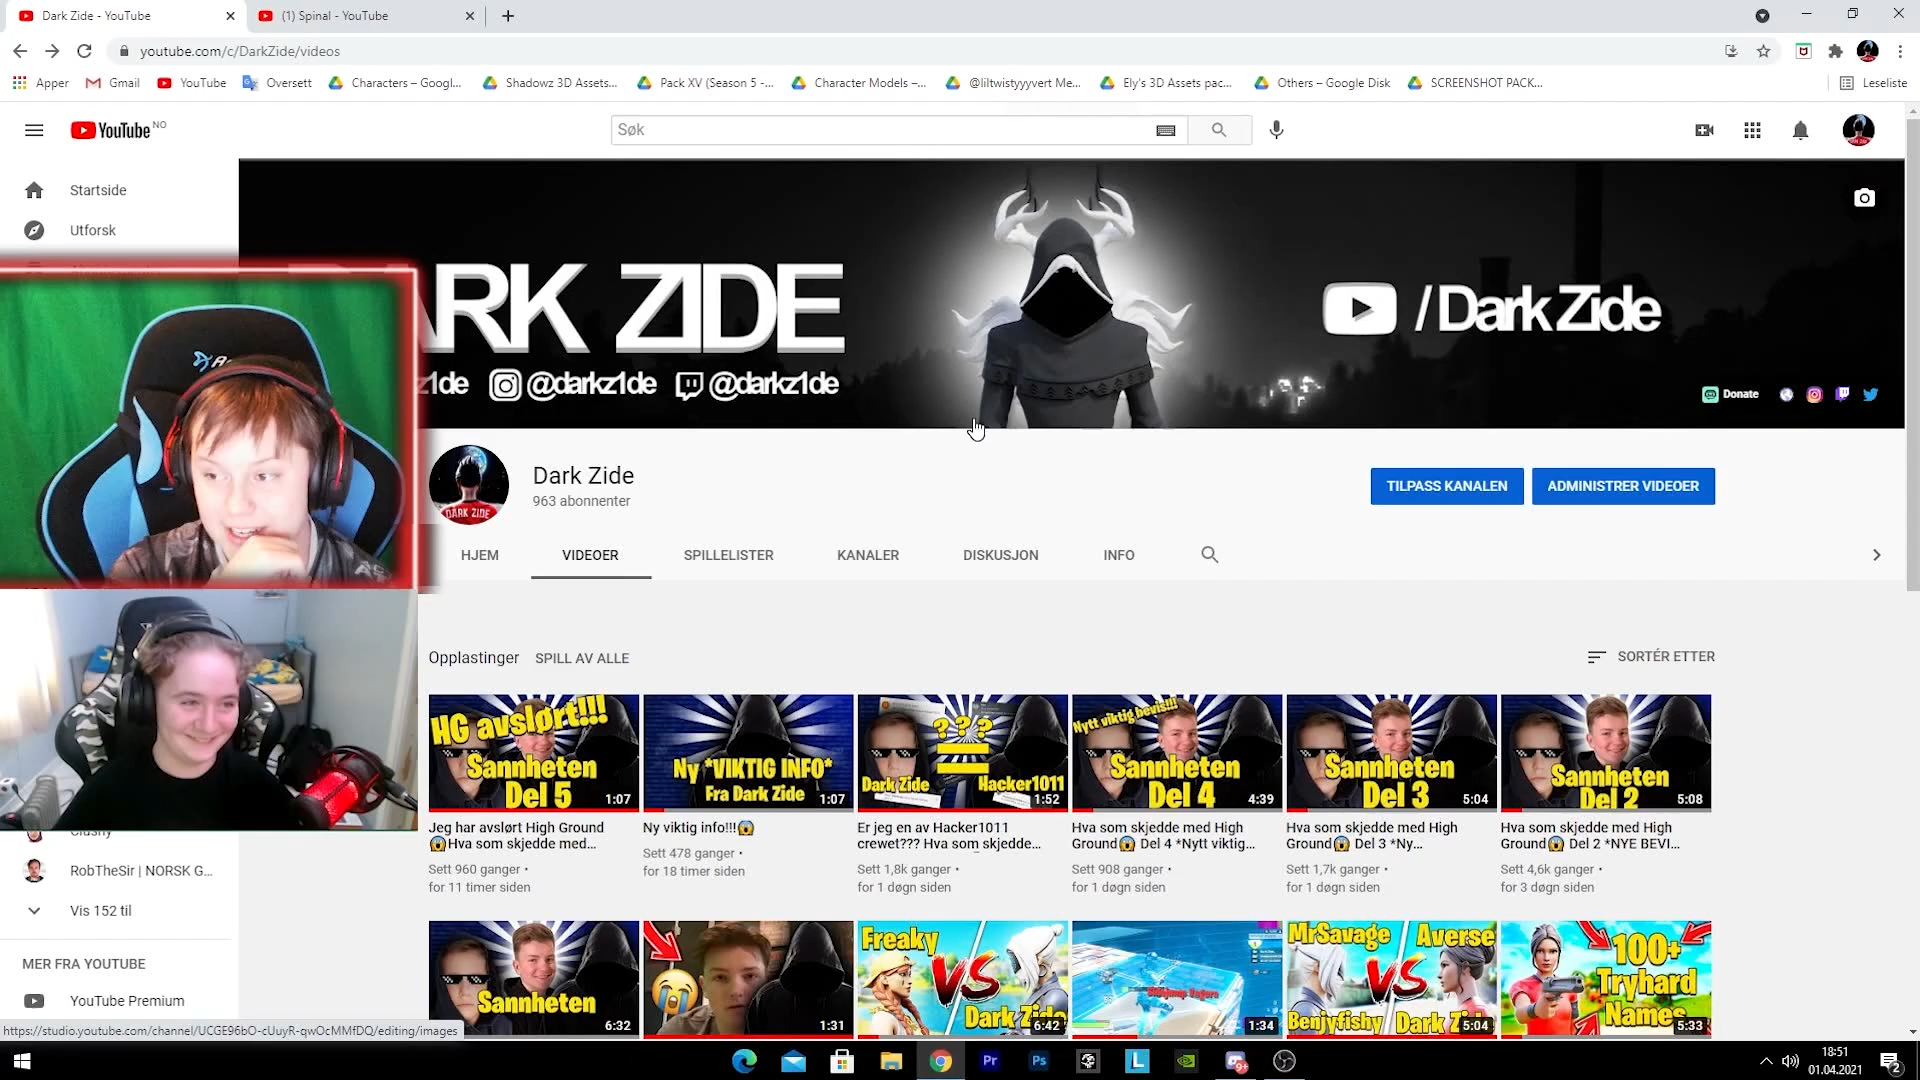 Dark Zide - YouTube
(1) Spinal - YouTube
youtube.com/c/DarkZide/videos
Apper
Gmail
YouTube
Oversett
Characters – Googl...
Shadowz 3D Assets...
Pack XV (Season 5 -...
Character Models –...
@liltwistyyyvert Me...
Ely's 3D Assets pac...
Others – Google Disk
SCREENSHOT PACK...
Leseliste
YouTube NO
Søk
Startside
Utforsk
ARK ZIDE
z1de @darkz1de @darkz1de
/Dark Zide
Donate
DARK ZIDE
Dark Zide
963 abonnenter
TILPASS KANALEN
ADMINISTRER VIDEOER
HJEM
VIDEOER
SPILLELISTER
KANALER
DISKUSJON
INFO
Opplastinger
SPILL AV ALLE
SORTÉR ETTER
HG avslørt!!!
Sannheten
Del 5
1:07
Ny *VIKTIG INFO*
Fra Dark Zide
1:07
???
Dark Zide
Hacker1011
1:52
Nytt viktig bevis!!!
Sannheten
Del 4
4:39
Sannheten
Del 3
5:04
Sannheten
Del 2
5:08
Jeg har avslørt High Ground
😱Hva som skjedde med...
Sett 960 ganger •
for 11 timer siden
Ny viktig info!!!😱
Sett 478 ganger •
for 18 timer siden
Er jeg en av Hacker1011
crewet??? Hva som skjedde...
Sett 1,8k ganger •
for 1 døgn siden
Hva som skjedde med High
Ground😱 Del 4 *Nytt viktig...
Sett 908 ganger •
for 1 døgn siden
Hva som skjedde med High
Ground😱 Del 3 *Ny...
Sett 1,7k ganger •
for 1 døgn siden
Hva som skjedde med High
Ground😱 Del 2 *NYE BEVI...
Sett 4,6k ganger •
for 3 døgn siden
RobTheSir | NORSK G...
Vis 152 til
MER FRA YOUTUBE
YouTube Premium
Sannheten
6:32
1:31
Freaky
VS
Dark Zide
6:42
1:34
MrSavage
Averse
VS
Benjyfishy
Dark Z
5:04
100+
Tryhard
Names
5:33
https://studio.youtube.com/channel/UCGE96bO-cUuyR-qwOcMMfDQ/editing/images
Pr
Ps
L
9+
18:51
01.04.2021
2